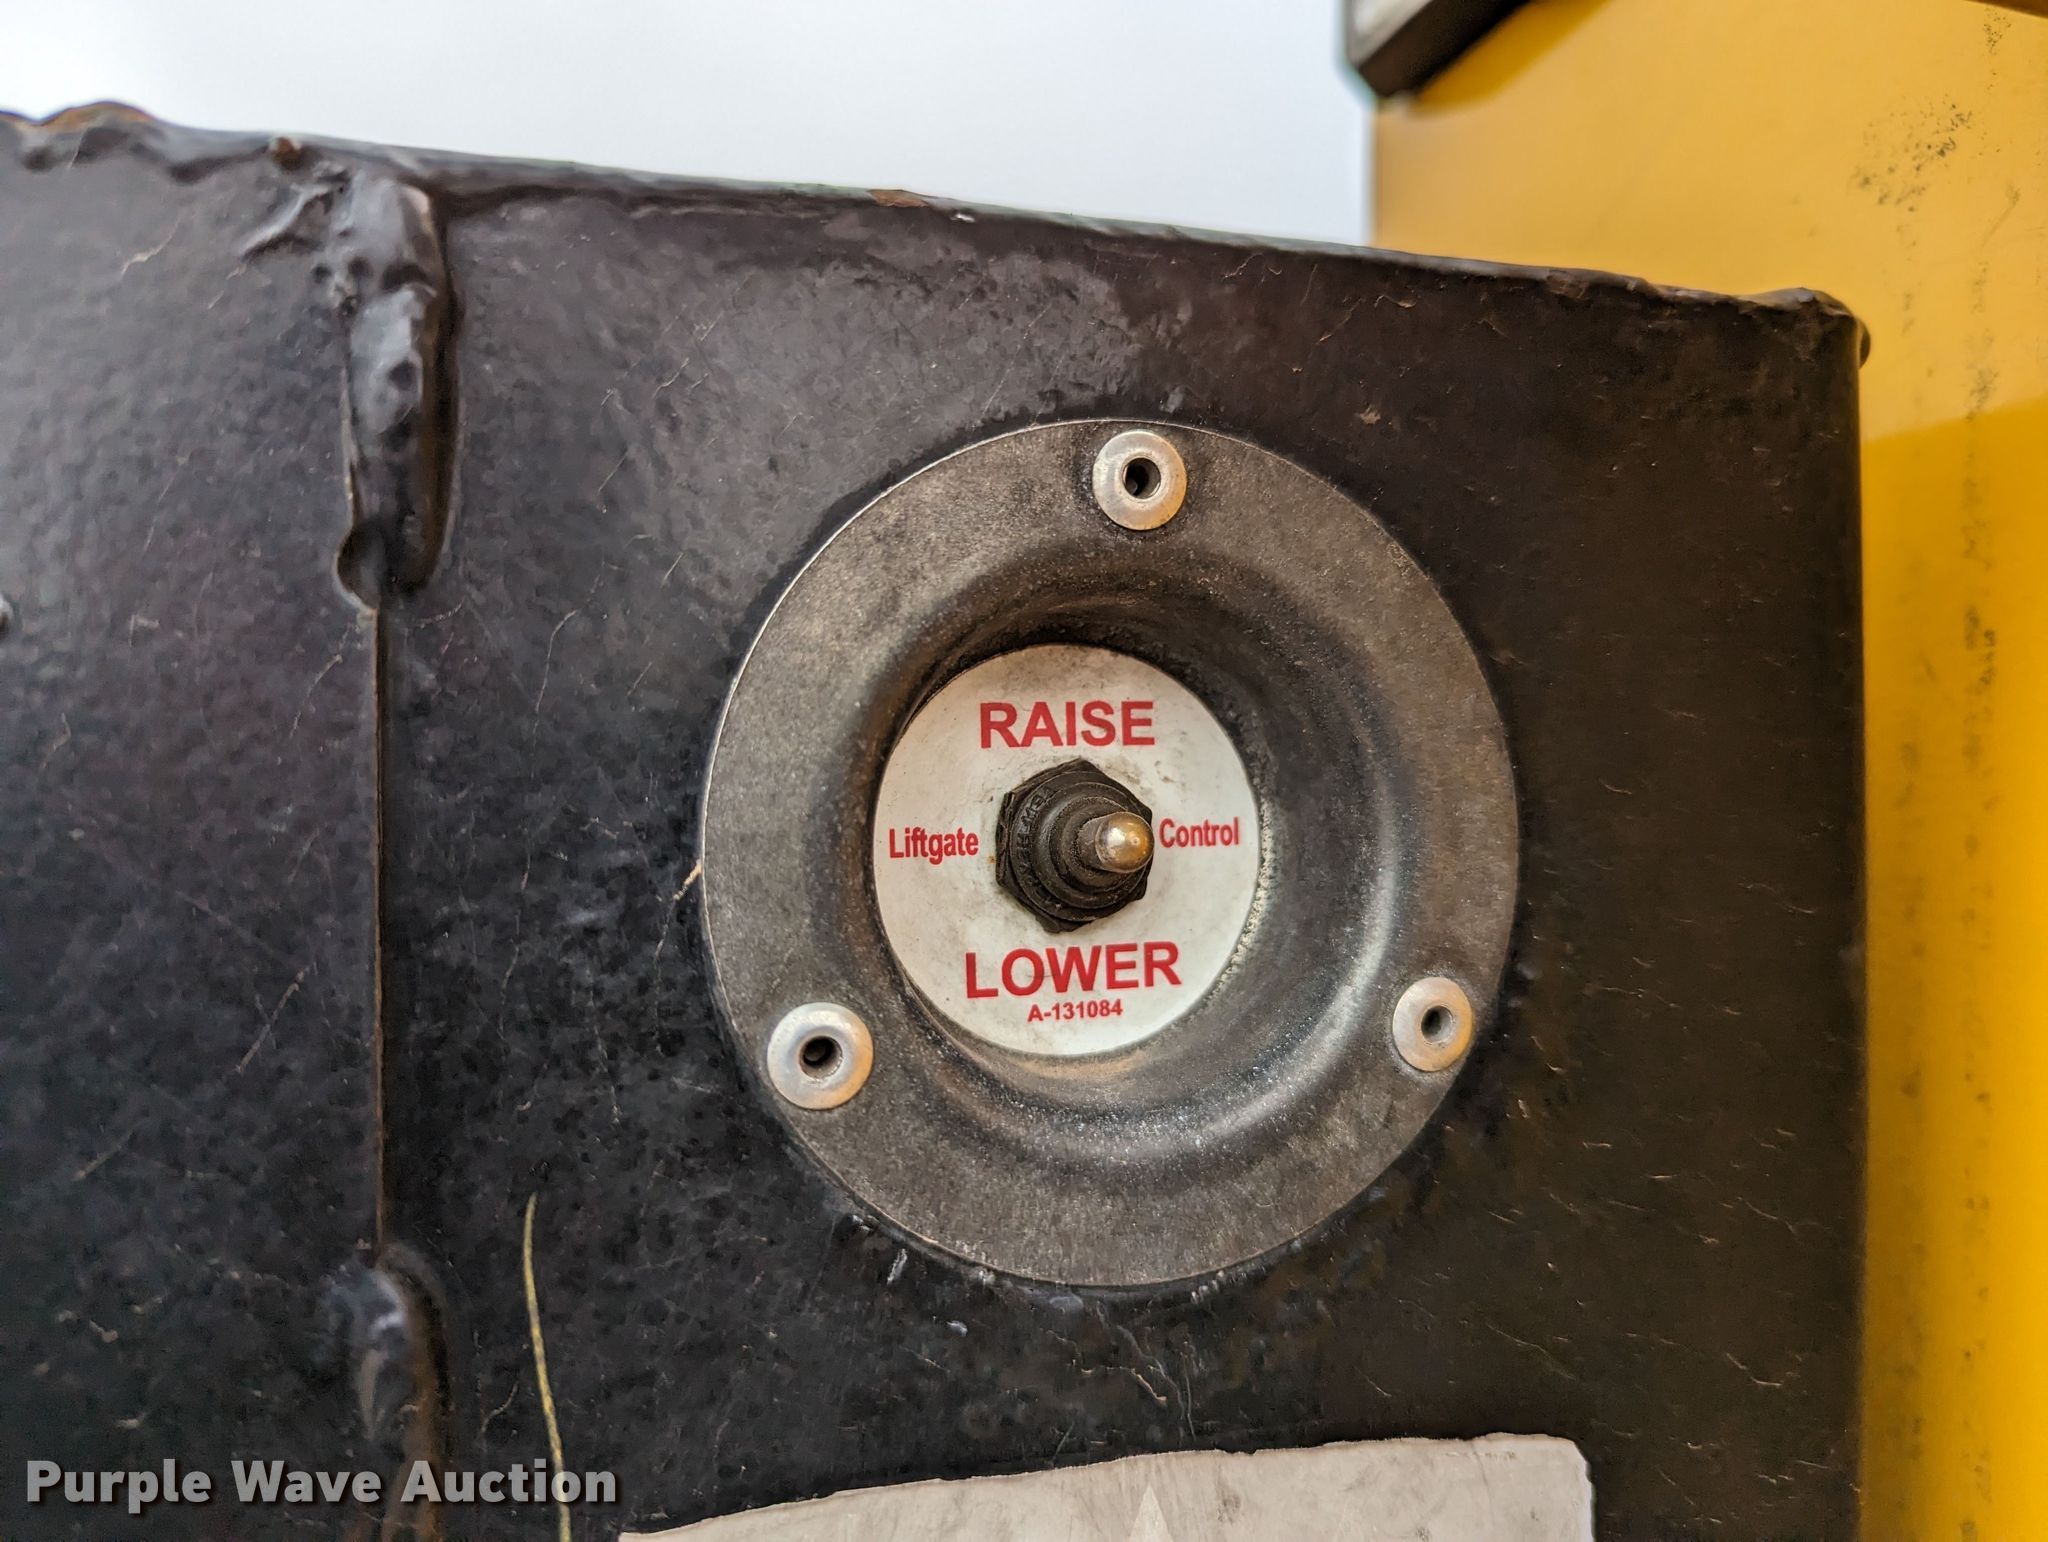 RAISE
Liftgate Control
LOWER
A-131084
Purple Wave Auction